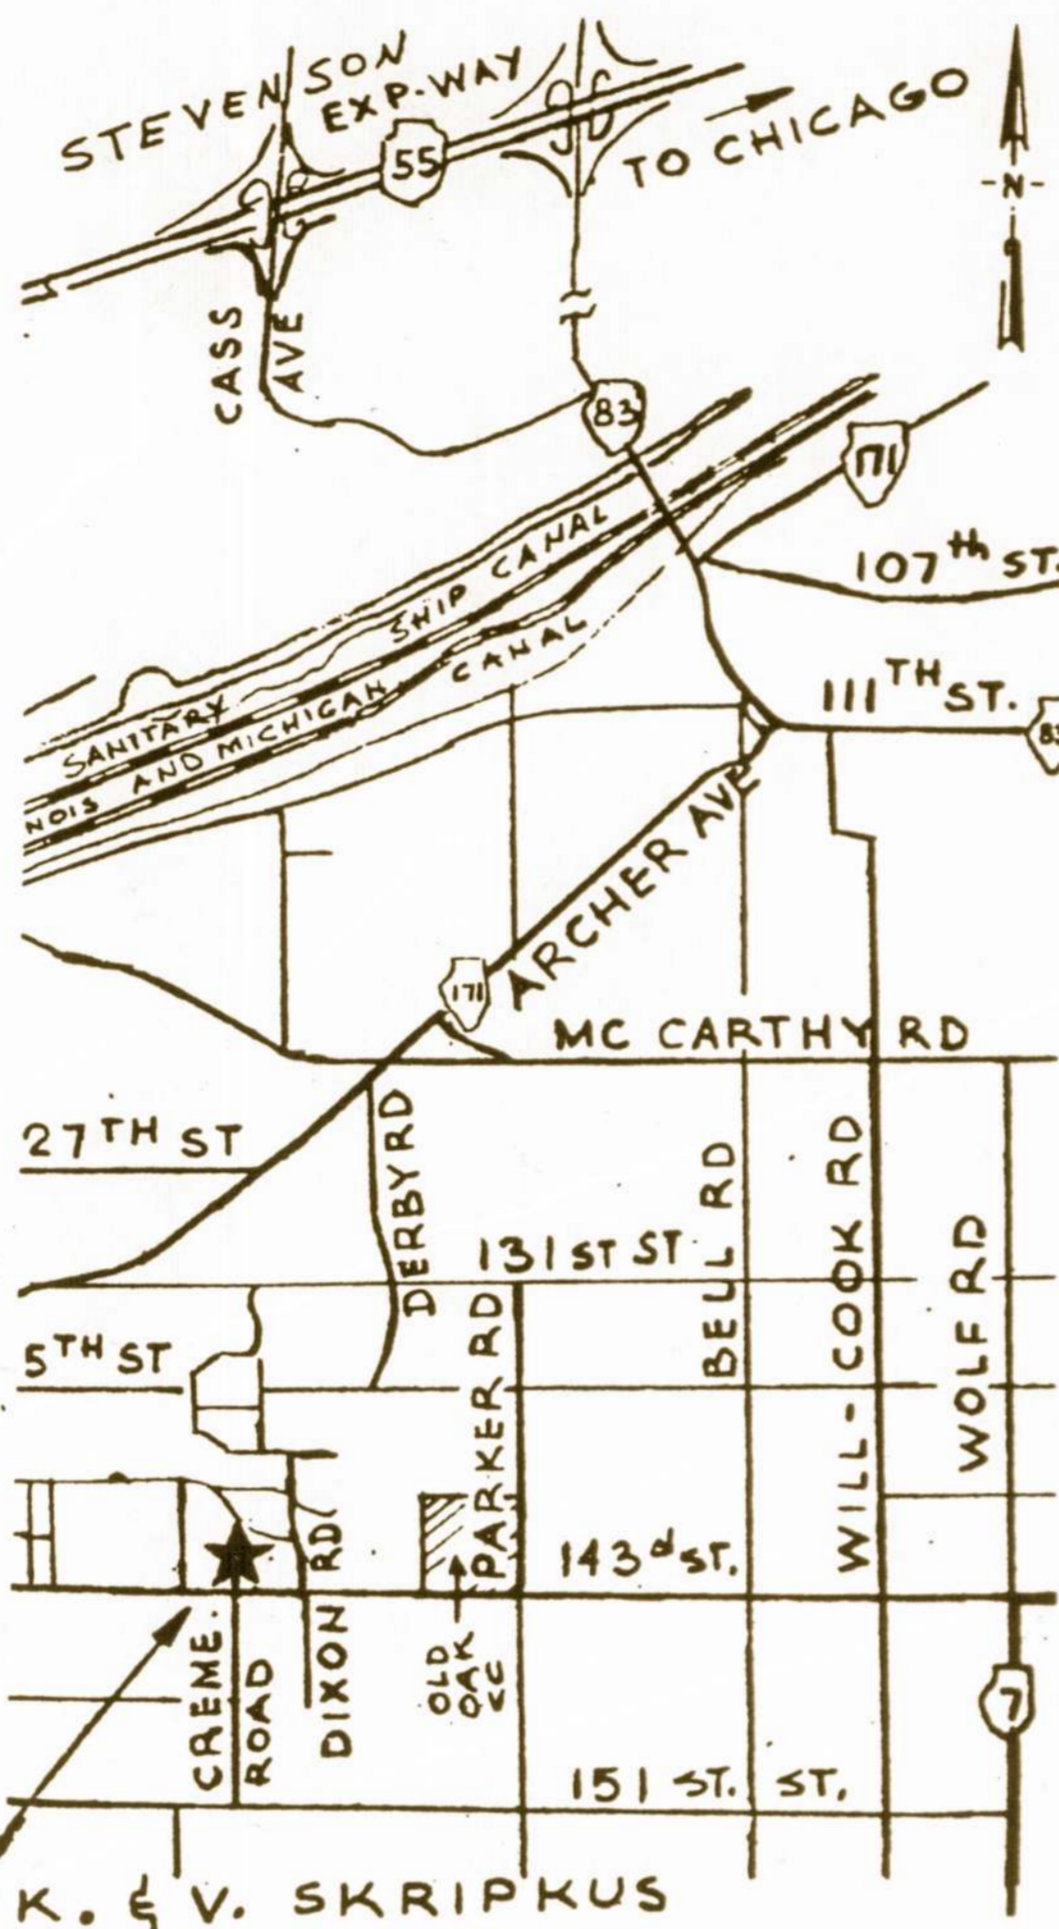 STEVENSON
EXP-WAY
55
TO CHICAGO
-N-
CASS
AVE
83
171
107th ST.
SHIP CANAL
CANAL
111TH ST.
SANITARY
AND MICHIGAN
NOIS
83
ARCHER AVE
171
MC CARTHY RD
27TH ST
DERBY RD
131 ST ST
BELL RD
WILL-COOK RD
WOLF RD
5TH ST
PARKER RD
143d ST.
CREME.
ROAD
DIXON RD
OLD
OAK
CC
7
151 ST. ST.
K. & V. SKRIPKUS